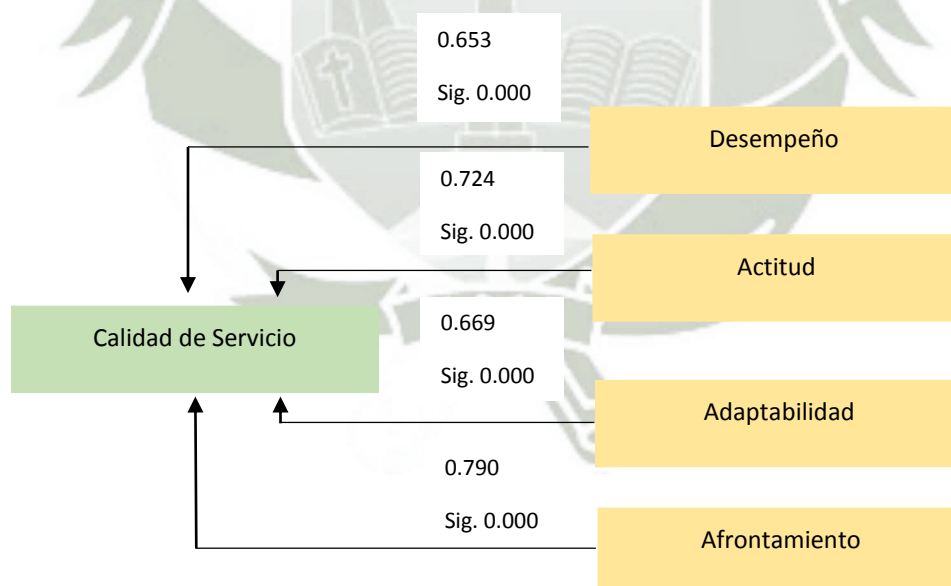 0.653
Sig. 0.000
Desempeño
0.724
Sig. 0.000
Actitud
Calidad de Servicio
0.669
Sig. 0.000
Adaptabilidad
0.790
Sig. 0.000
Afrontamiento